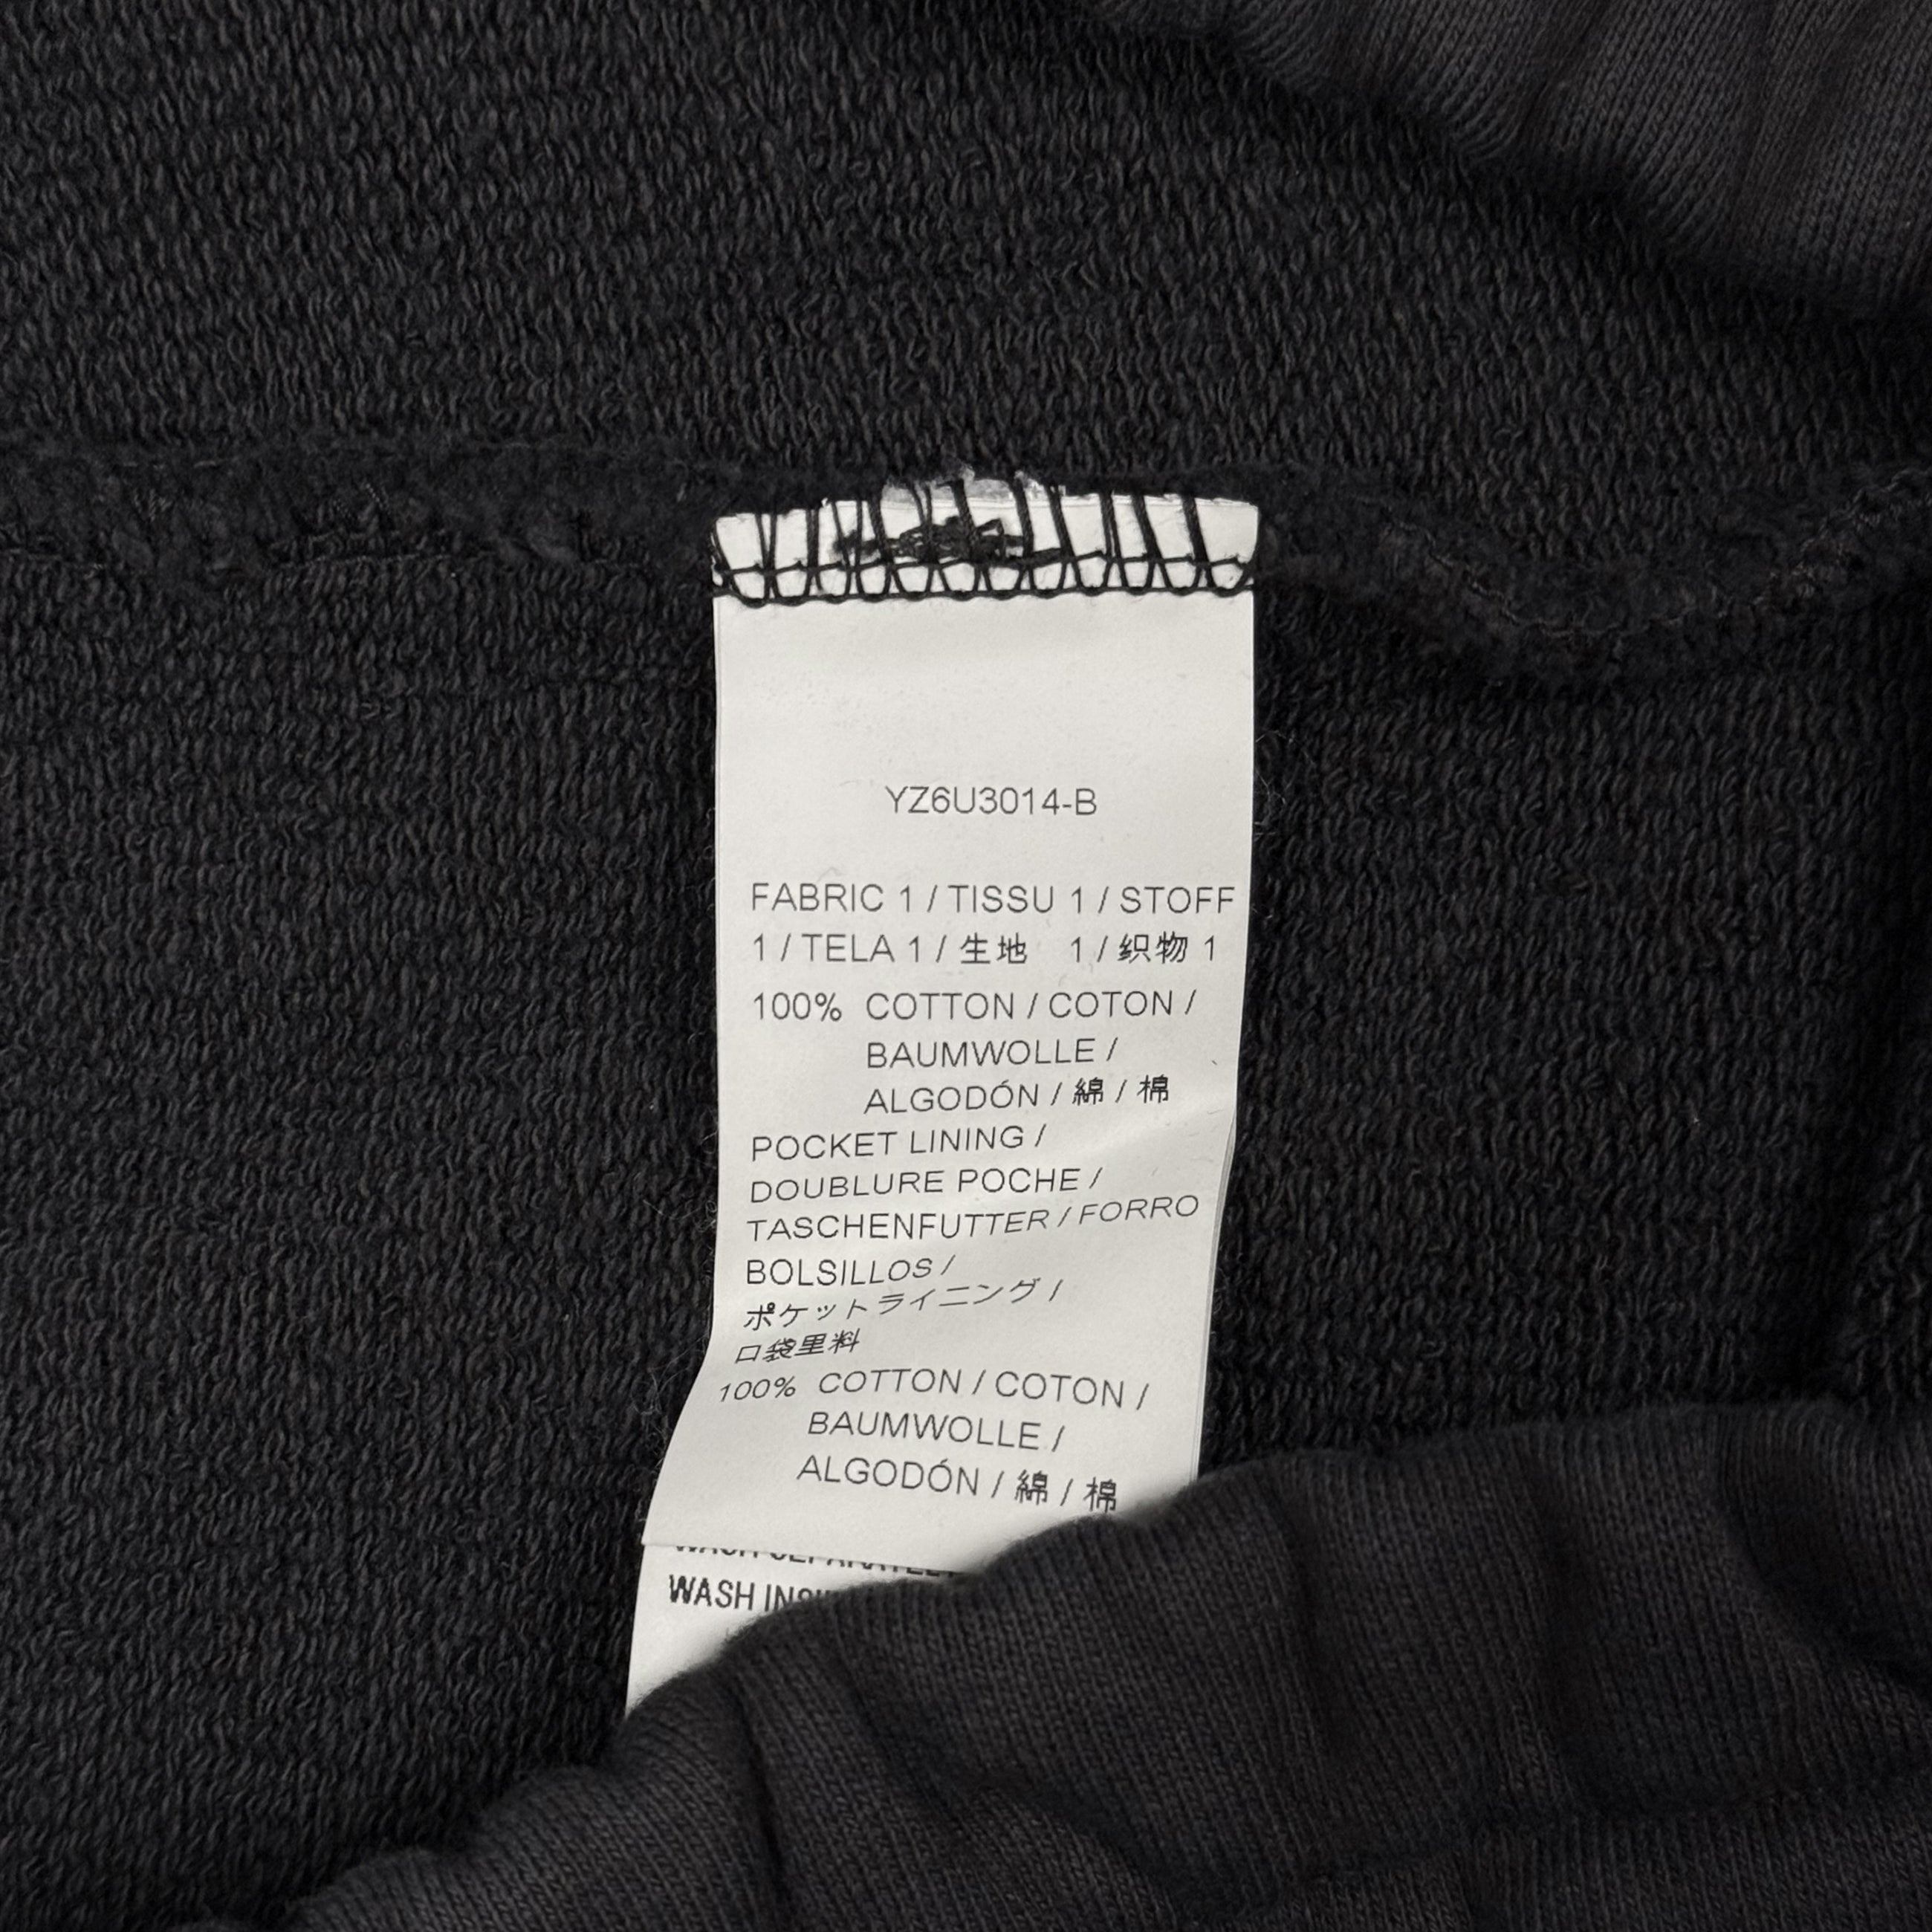 YZ6U3014-B
FABRIC 1 / TISSU 1 / STOFF
1 / TELA 1 / 生地　1 / 织物 1
100% COTTON / COTON /
BAUMWOLLE /
ALGODÓN / 綿 / 棉
POCKET LINING /
DOUBLURE POCHE /
TASCHENFUTTER / FORRO
BOLSILLOS /
ポケットライニング /
口袋里料
100% COTTON / COTON /
BAUMWOLLE /
ALGODÓN / 綿 / 棉
WASH
WASH